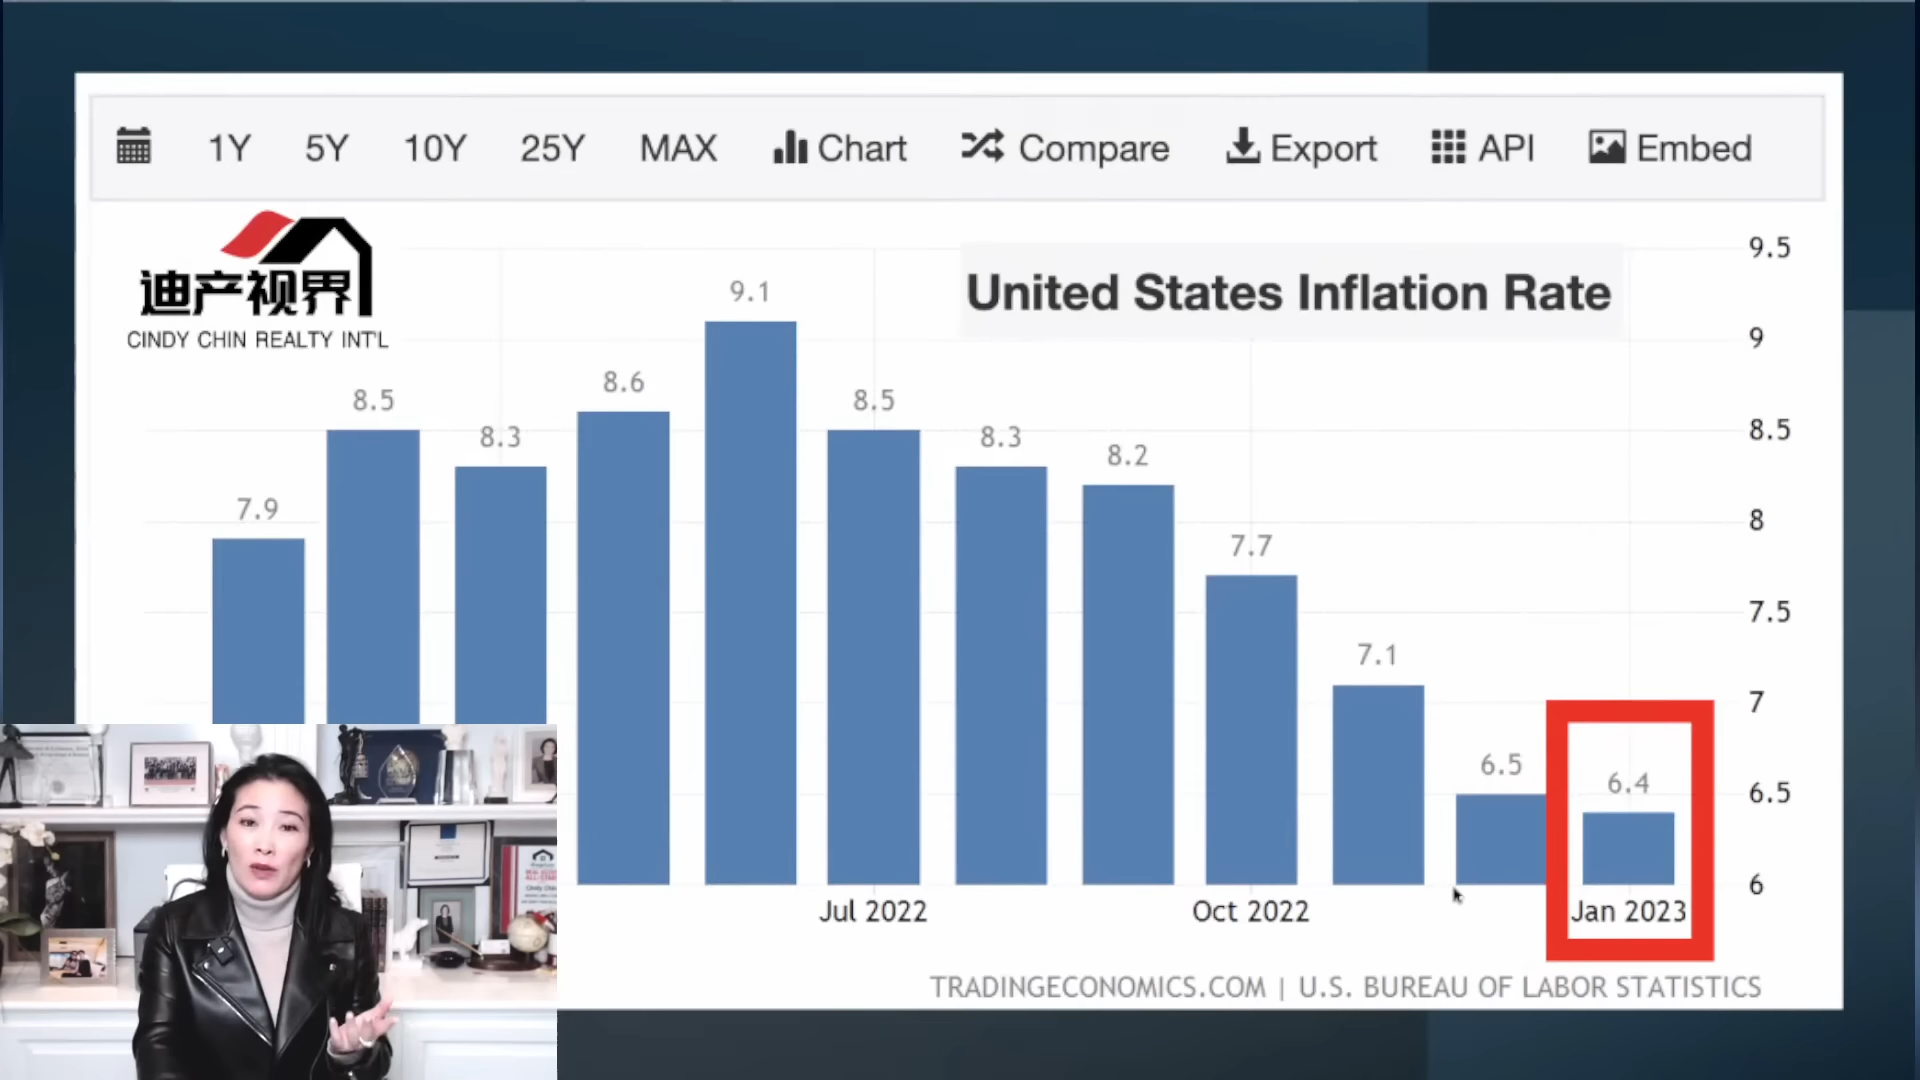 1Y 5Y 10Y 25Y MAX Chart Compare Export API Embed
迪产视界
CINDY CHIN REALTY INT'L
United States Inflation Rate
9.5
9
8.5
8
7.5
7
6.5
6
7.9
8.5
8.3
8.6
9.1
8.5
8.3
8.2
7.7
7.1
6.5
6.4
Jul 2022
Oct 2022
Jan 2023
TRADINGECONOMICS.COM | U.S. BUREAU OF LABOR STATISTICS